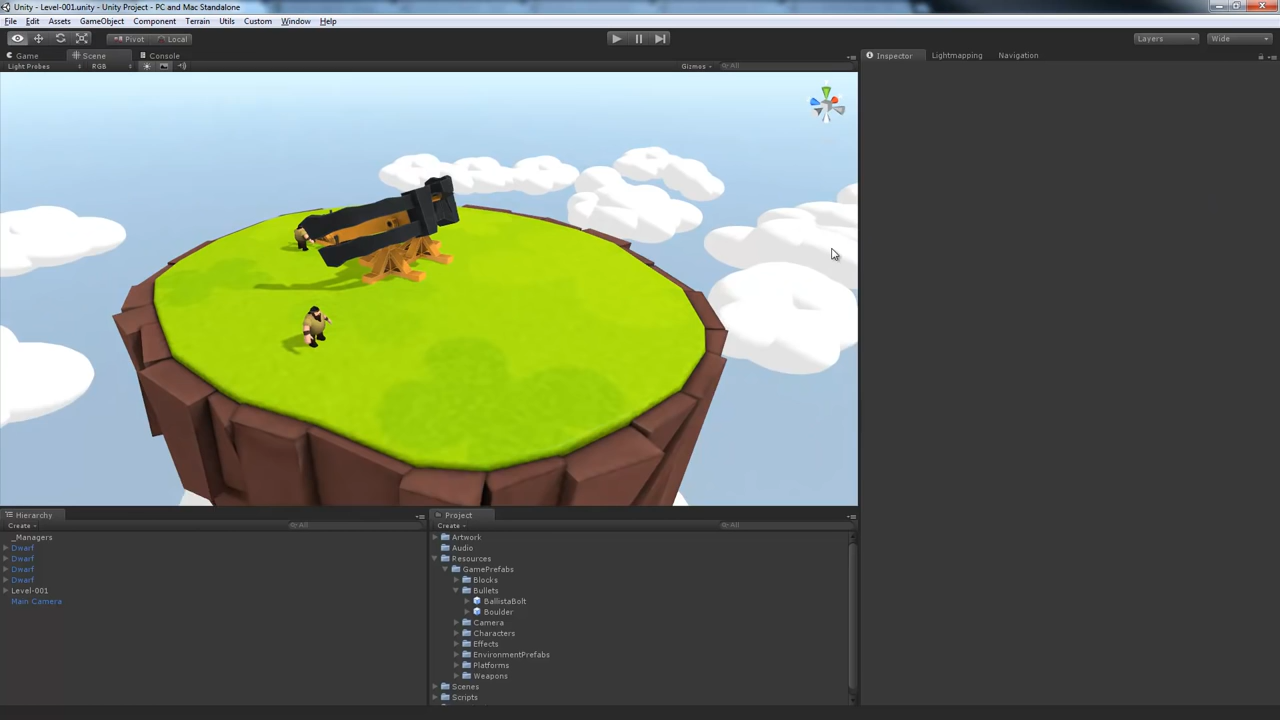 Unity - Level-001.unity - Unity Project - PC and Mac Standalone
File Edit Assets GameObject Component Terrain Utils Custom Window Help
Pivot Local Layers Wide
Game Scene Console Inspector Lightmapping Navigation
Light Probes RGB Gizmos All
Hierarchy Project
Create All Create All
_Managers
Dwarf
Dwarf
Dwarf
Dwarf
Level-001
Main Camera
Artwork
Audio
Resources
GamePrefabs
Blocks
Bullets
BallistaBolt
Boulder
Camera
Characters
Effects
EnvironmentPrefabs
Platforms
Weapons
Scenes
Scripts